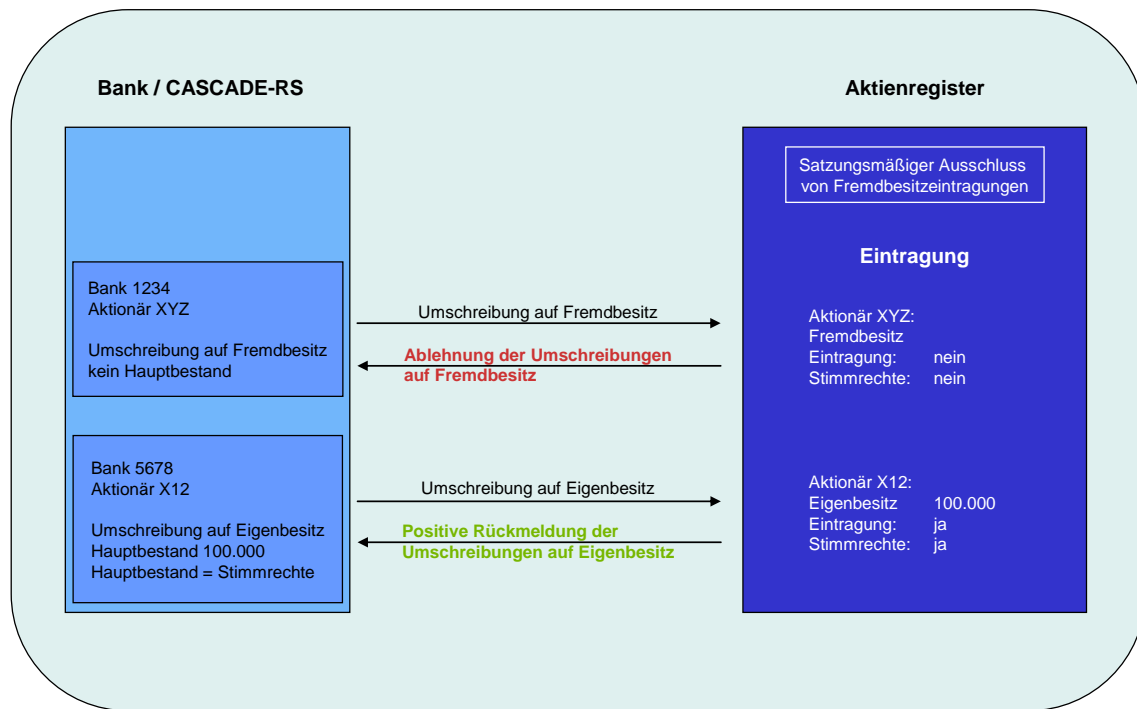 Bank / CASCADE-RS
Aktienregister
Satzungsmäßiger Ausschluss
von Fremdbesitzeintragungen
Eintragung
Bank 1234
Aktionär XYZ
Umschreibung auf Fremdbesitz
kein Hauptbestand
Umschreibung auf Fremdbesitz
Ablehnung der Umschreibungen
auf Fremdbesitz
Aktionär XYZ:
Fremdbesitz
Eintragung: nein
Stimmrechte: nein
Bank 5678
Aktionär X12
Umschreibung auf Eigenbesitz
Hauptbestand 100.000
Hauptbestand = Stimmrechte
Umschreibung auf Eigenbesitz
Positive Rückmeldung der
Umschreibungen auf Eigenbesitz
Aktionär X12:
Eigenbesitz 100.000
Eintragung: ja
Stimmrechte: ja